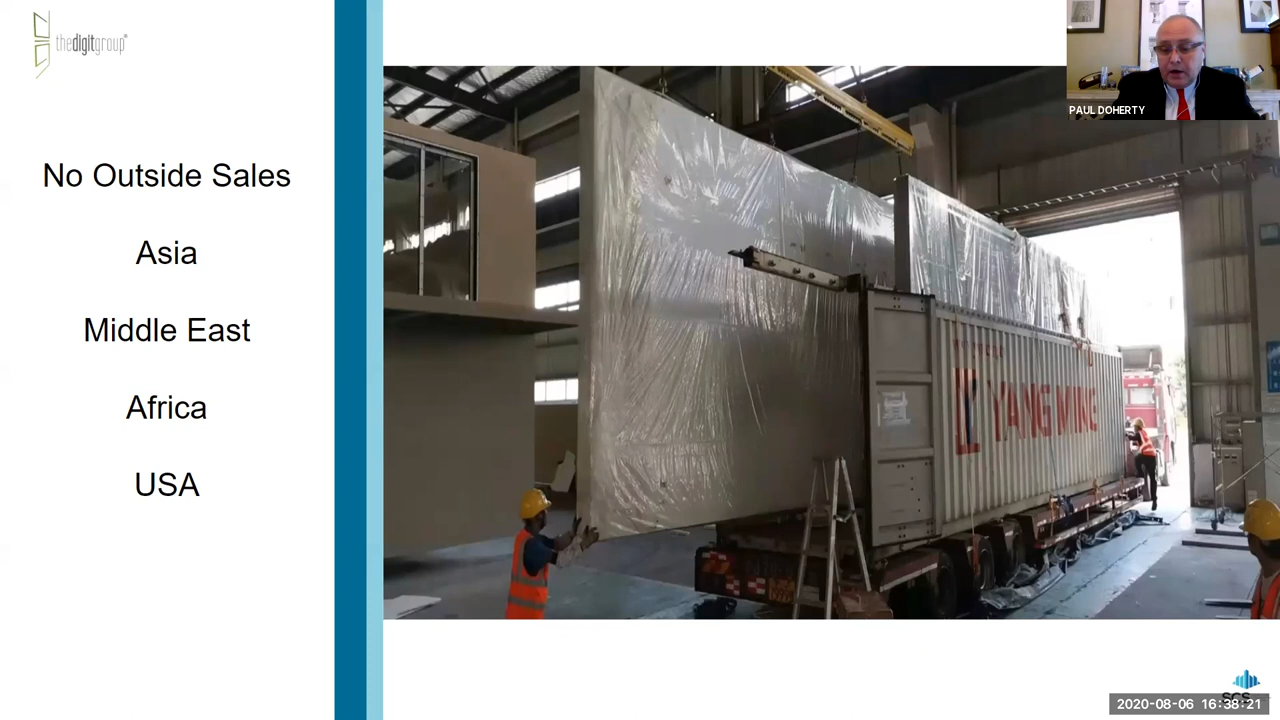 thedigitgroup®
PAUL DOHERTY
No Outside Sales
Asia
Middle East
Africa
USA
YANG MING
SCS
2020-08-06 16:38:21